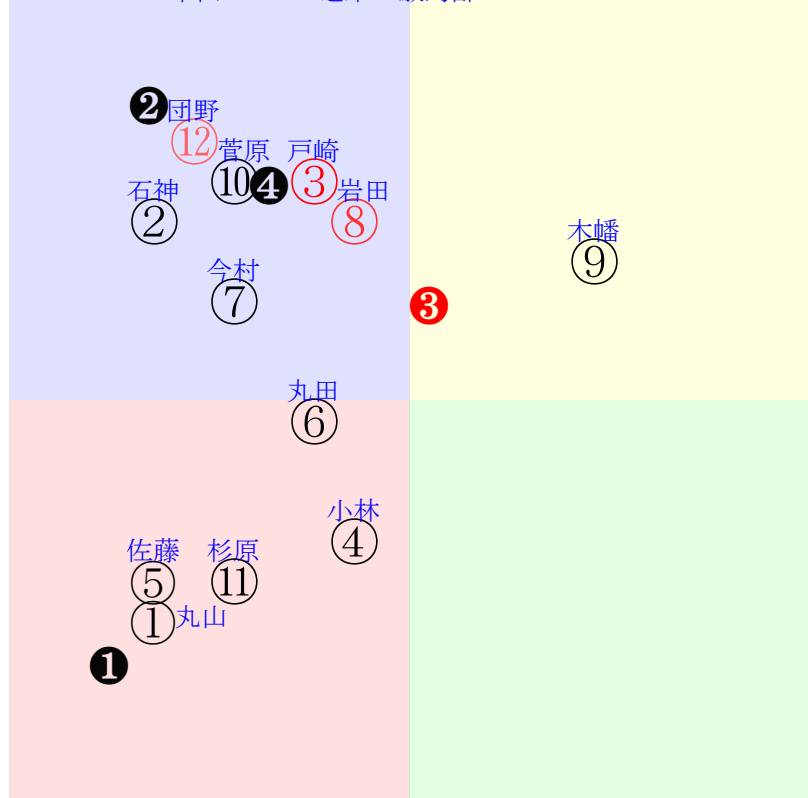 ❷ 団野
⑫
菅原 戸崎
⑩ ❹ ③
石神 岩田
② ⑧
木幡
⑨
今村
⑦
❸
丸田
⑥
小林
④
佐藤 杉原
⑤ ⑪
① 丸山
❶